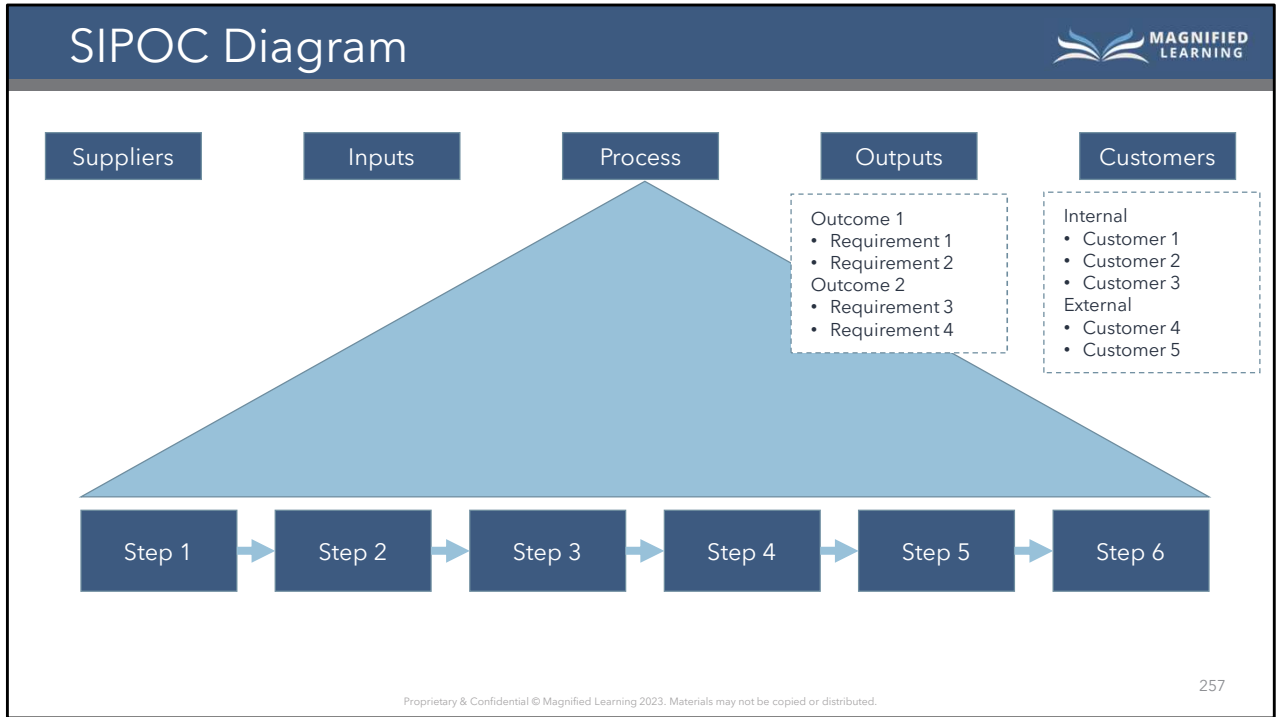 SIPOC Diagram
MAGNIFIED
LEARNING
Suppliers
Inputs
Process
Outputs
Customers
Outcome 1
• Requirement 1
• Requirement 2
Outcome 2
• Requirement 3
• Requirement 4
Internal
• Customer 1
• Customer 2
• Customer 3
External
• Customer 4
• Customer 5
Step 1
Step 2
Step 3
Step 4
Step 5
Step 6
257
Proprietary & Confidential © Magnified Learning 2023. Materials may not be copied or distributed.